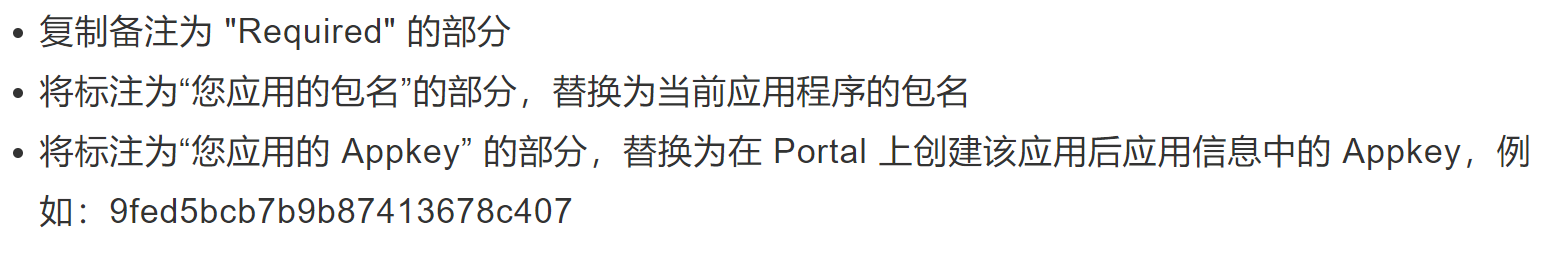 • 复制备注为 "Required" 的部分
• 将标注为“您应用的包名”的部分，替换为当前应用程序的包名
• 将标注为“您应用的 Appkey” 的部分，替换为在 Portal 上创建该应用后应用信息中的 Appkey，例
如：9fed5bcb7b9b87413678c407